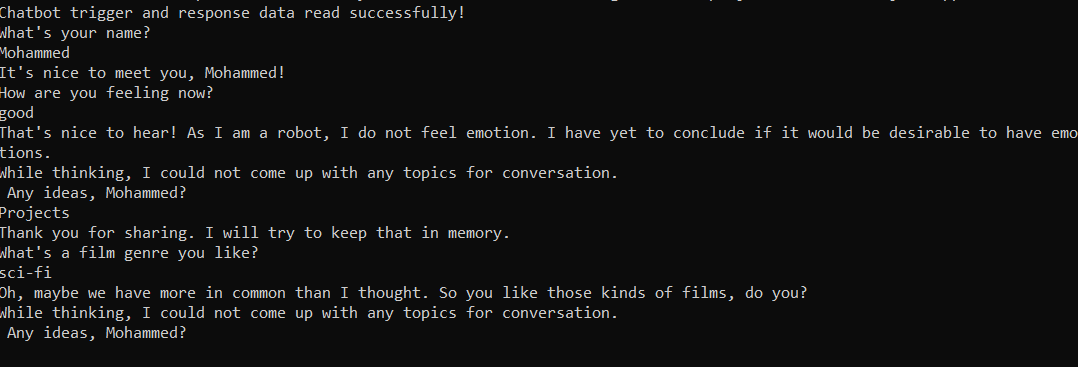 Chatbot trigger and response data read successfully!
What's your name?
Mohammed
It's nice to meet you, Mohammed!
How are you feeling now?
good
That's nice to hear! As I am a robot, I do not feel emotion. I have yet to conclude if it would be desirable to have emo
tions.
While thinking, I could not come up with any topics for conversation.
 Any ideas, Mohammed?
Projects
Thank you for sharing. I will try to keep that in memory.
What's a film genre you like?
sci-fi
Oh, maybe we have more in common than I thought. So you like those kinds of films, do you?
While thinking, I could not come up with any topics for conversation.
 Any ideas, Mohammed?